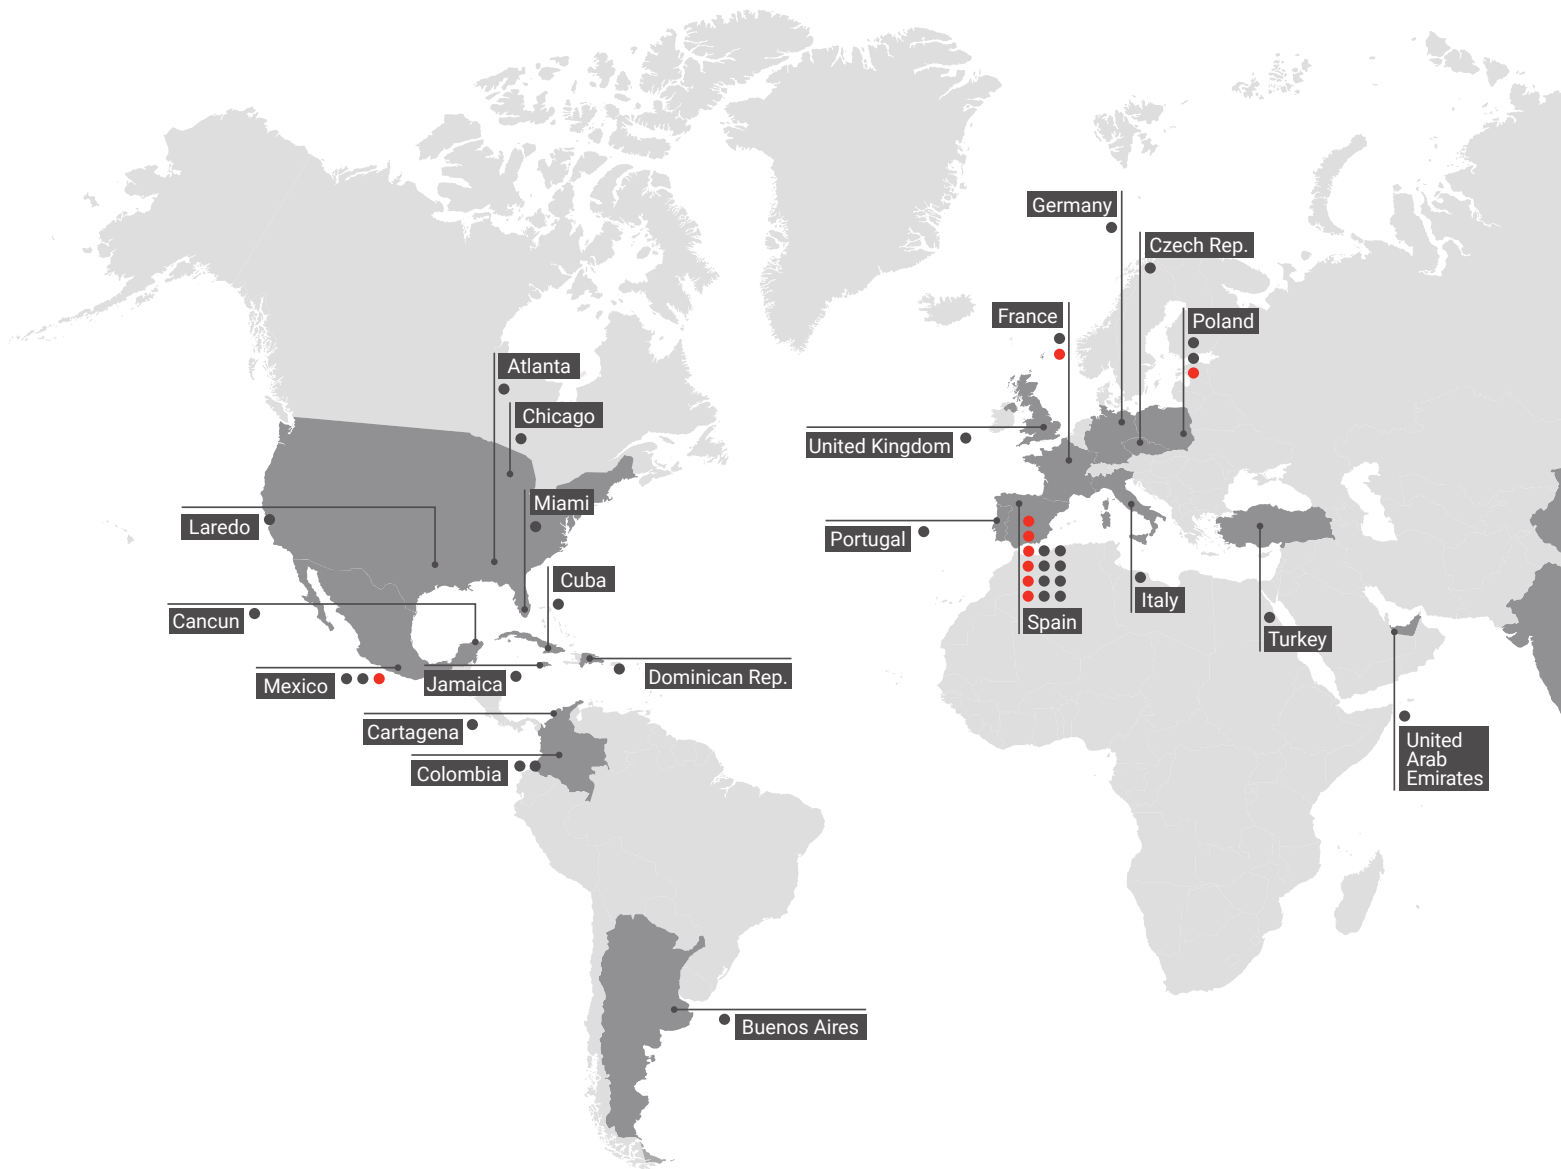 Germany
Czech Rep.
France
Poland
Atlanta
Chicago
United Kingdom
Miami
Laredo
Portugal
Cuba
Italy
Cancun
Spain
Turkey
Mexico
Jamaica
Dominican Rep.
Cartagena
United
Arab
Emirates
Colombia
Buenos Aires